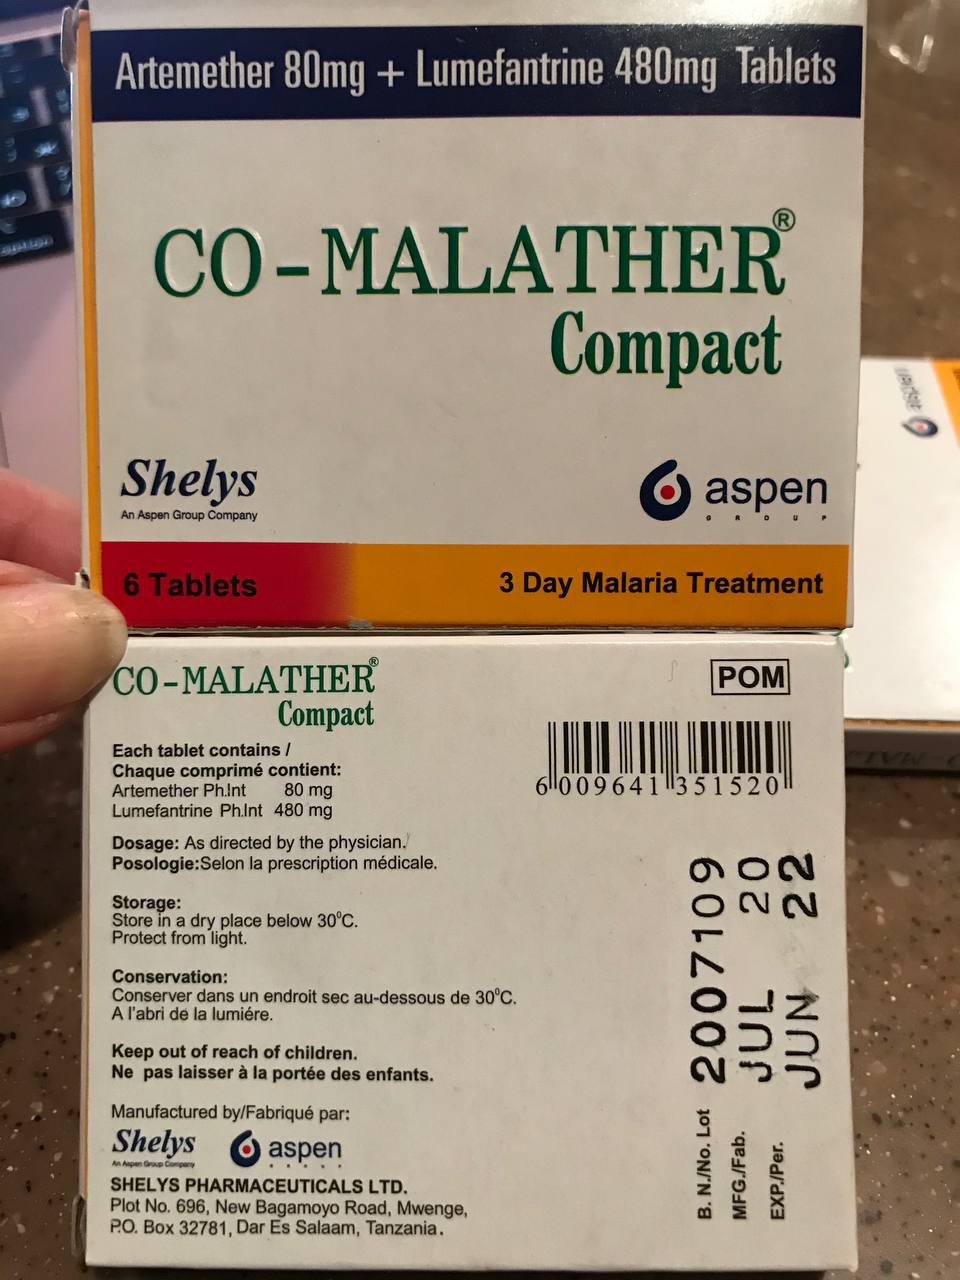 Artemether 80mg + Lumefantrine 480mg Tablets
CO-MALATHER®
Compact
Shelys
An Aspen Group Company
aspen
GROUP
6 Tablets
3 Day Malaria Treatment
CO-MALATHER®
Compact
POM
Each tablet contains /
Chaque comprimé contient:
Artemether Ph.Int 80 mg
Lumefantrine Ph.Int 480 mg
6 009641 351520
Dosage: As directed by the physician.
Posologie:Selon la prescription médicale.
Storage:
Store in a dry place below 30°C.
Protect from light.
Conservation:
Conserver dans un endroit sec au-dessous de 30°C.
A l'abri de la lumiére.
Keep out of reach of children.
Ne pas laisser à la portée des enfants.
Manufactured by/Fabriqué par:
Shelys
An Aspen Group Company
aspen
SHELYS PHARMACEUTICALS LTD.
Plot No. 696, New Bagamoyo Road, Mwenge,
P.O. Box 32781, Dar Es Salaam, Tanzania.
B. N./No. Lot 2007109
MFG./Fab. JUL 20
EXP./Per. JUN 22